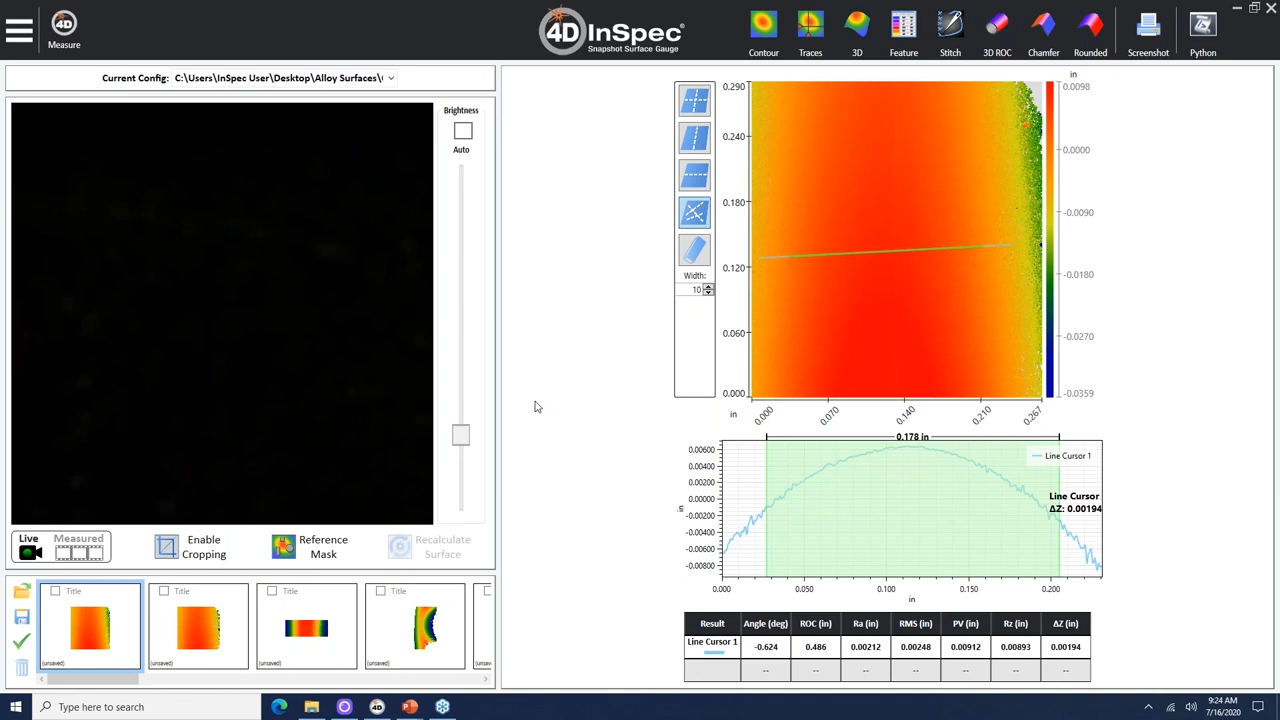 4D
Measure
4D InSpec®
Snapshot Surface Gauge
Contour
Traces
3D
Feature
Stitch
3D ROC
Chamfer
Rounded
Screenshot
Python
Current Config: C:\Users\InSpec User\Desktop\Alloy Surfaces\(
Brightness
Auto
Live
Measured
Enable Cropping
Reference Mask
Recalculate Surface
Title
(unsaved)
Title
(unsaved)
Title
(unsaved)
Title
(unsaved)
Width:
10
0.290
0.240
0.180
0.120
0.060
0.000
in
0.000
0.070
0.140
0.210
0.267
in
0.0098
0.0000
-0.0090
-0.0180
-0.0270
-0.0359
0.178 in
0.00600
0.00400
0.00200
0.00000
-0.00200
-0.00400
-0.00600
-0.00800
in
Line Cursor 1
Line Cursor
ΔZ: 0.00194
0.000
0.050
0.100
0.150
0.200
in
Result Angle (deg) ROC (in) Ra (in) RMS (in) PV (in) Rz (in) ΔZ (in)
Line Cursor 1 -0.624 0.486 0.00212 0.00248 0.00912 0.00893 0.00194
-- -- -- -- -- -- --
Type here to search
4D
9:24 AM
7/16/2020